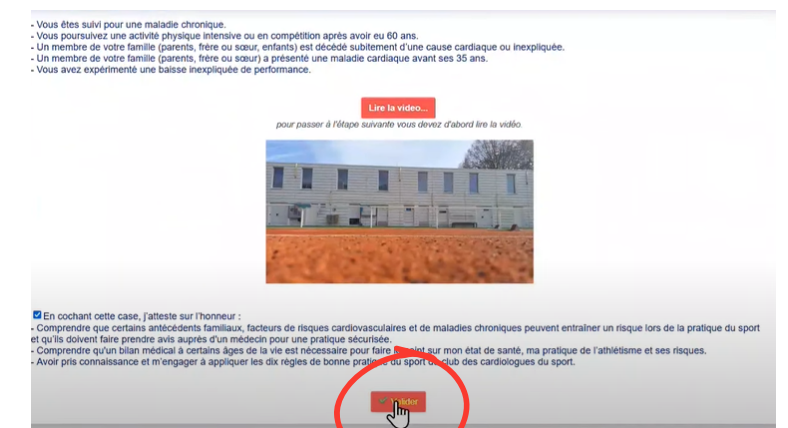 - Vous êtes suivi pour une maladie chronique.
- Vous poursuivez une activité physique intensive ou en compétition après avoir eu 60 ans.
- Un membre de votre famille (parents, frère ou sœur, enfants) est décédé subitement d'une cause cardiaque ou inexpliquée.
- Un membre de votre famille (parents, frère ou sœur) a présenté une maladie cardiaque avant ses 35 ans.
- Vous avez expérimenté une baisse inexpliquée de performance.
Lire la video...
pour passer à l'étape suivante vous devez d'abord lire la vidéo.
En cochant cette case, j'atteste sur l'honneur :
- Comprendre que certains antécédents familiaux, facteurs de risques cardiovasculaires et de maladies chroniques peuvent entraîner un risque lors de la pratique du sport
et qu'ils doivent faire prendre avis auprès d'un médecin pour une pratique sécurisée.
- Comprendre qu'un bilan médical à certains âges de la vie est nécessaire pour faire le point sur mon état de santé, ma pratique de l'athlétisme et ses risques.
- Avoir pris connaissance et m'engager à appliquer les dix règles de bonne pratique du sport du club des cardiologues du sport.
Valider